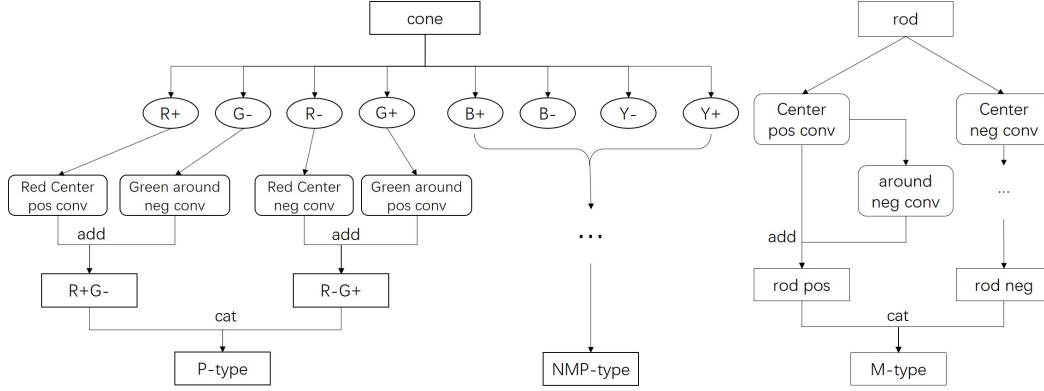 cone
rod
R+
G-
R-
G+
B+
B-
Y-
Y+
Center
pos conv
Center
neg conv
Red Center
pos conv
Green around
neg conv
Red Center
neg conv
Green around
pos conv
around
neg conv
...
add
add
...
add
R+G-
R-G+
rod pos
rod neg
cat
cat
P-type
NMP-type
M-type